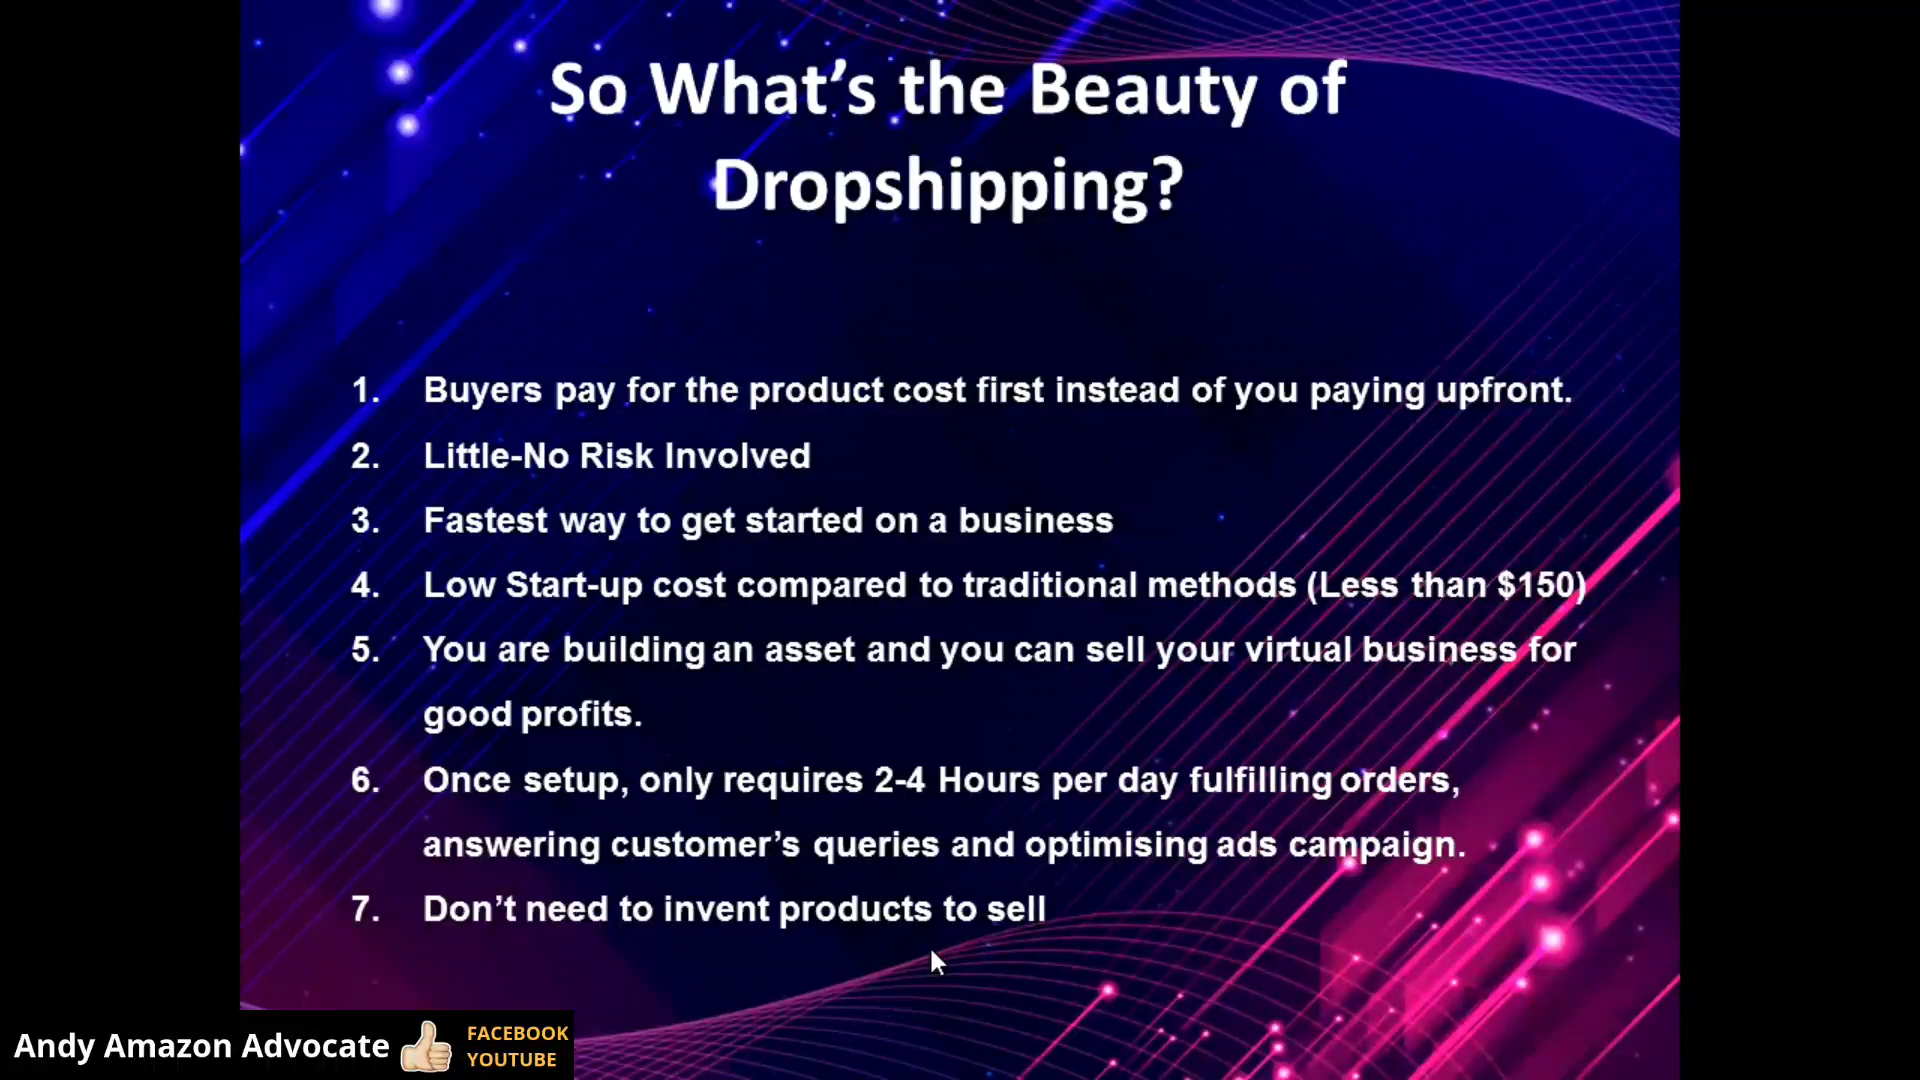 So What's the Beauty of
Dropshipping?
1. Buyers pay for the product cost first instead of you paying upfront.
2. Little-No Risk Involved
3. Fastest way to get started on a business
4. Low Start-up cost compared to traditional methods (Less than $150)
5. You are building an asset and you can sell your virtual business for
good profits.
6. Once setup, only requires 2-4 Hours per day fulfilling orders,
answering customer's queries and optimising ads campaign.
7. Don't need to invent products to sell
Andy Amazon Advocate
FACEBOOK
YOUTUBE